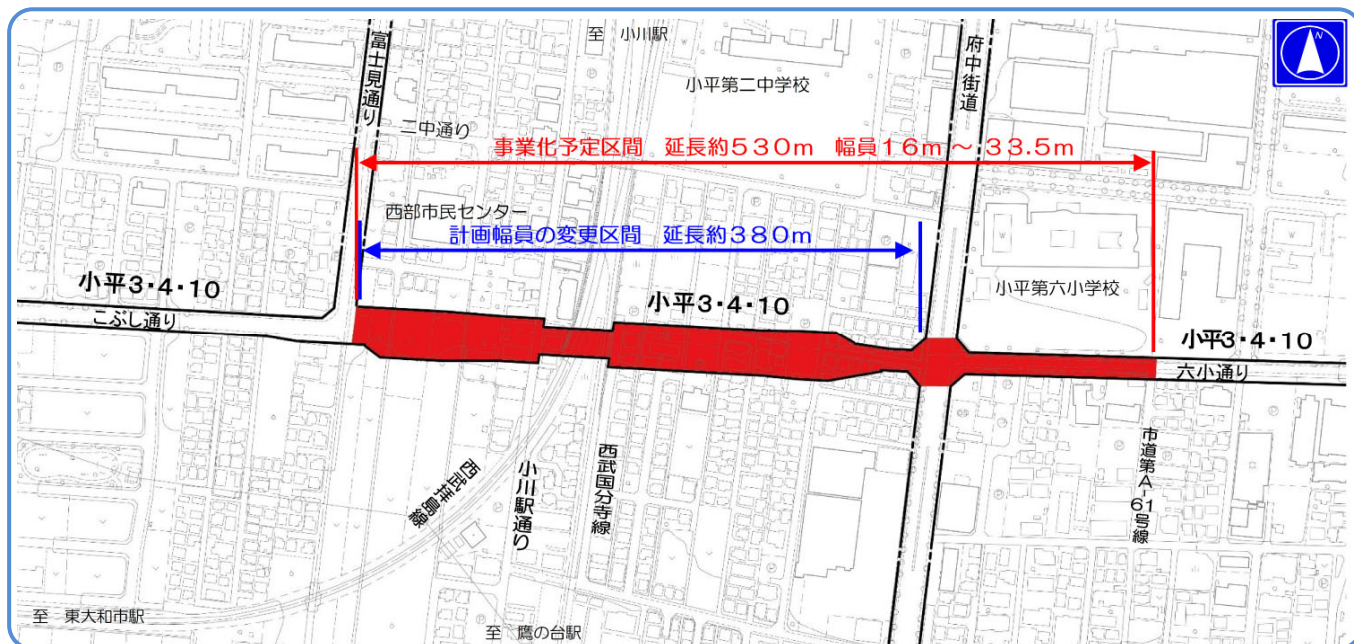 至 小川駅
富士見通り
府中街道
小平第二中学校
二中通り
事業化予定区間 延長約530m 幅員16m ~ 33.5m
西部市民センター
計画幅員の変更区間 延長約380m
小平3・4・10
小平3・4・10
小平第六小学校
こぶし通り
小平3・4・10
六小通り
西武拝島線
小川駅通り
西武国分寺線
市道第A-61号線
至 東大和市駅
至 鷹の台駅